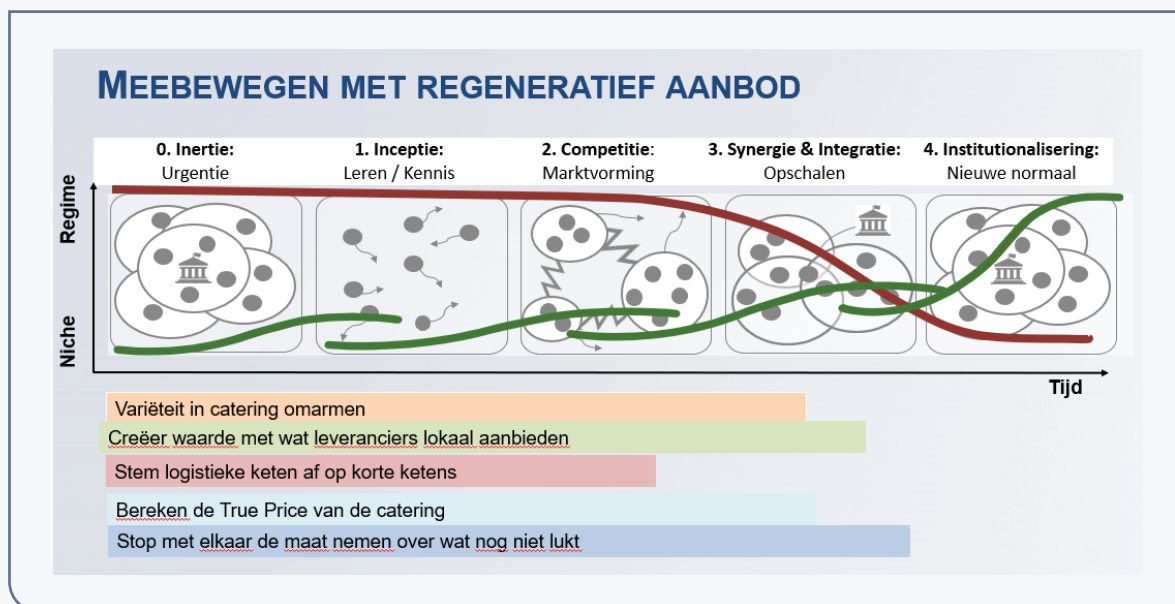 MEEBEWEGEN MET REGENERATIEF AANBOD
0. Inertie:
Urgentie
1. Inceptie:
Leren / Kennis
2. Competitie:
Marktvorming
3. Synergie & Integratie:
Opschalen
4. Institutionalisering:
Nieuwe normaal
Regime
Niche
Tijd
Variëteit in catering omarmen
Creëer waarde met wat leveranciers lokaal aanbieden
Stem logistieke keten af op korte ketens
Bereken de True Price van de catering
Stop met elkaar de maat nemen over wat nog niet lukt